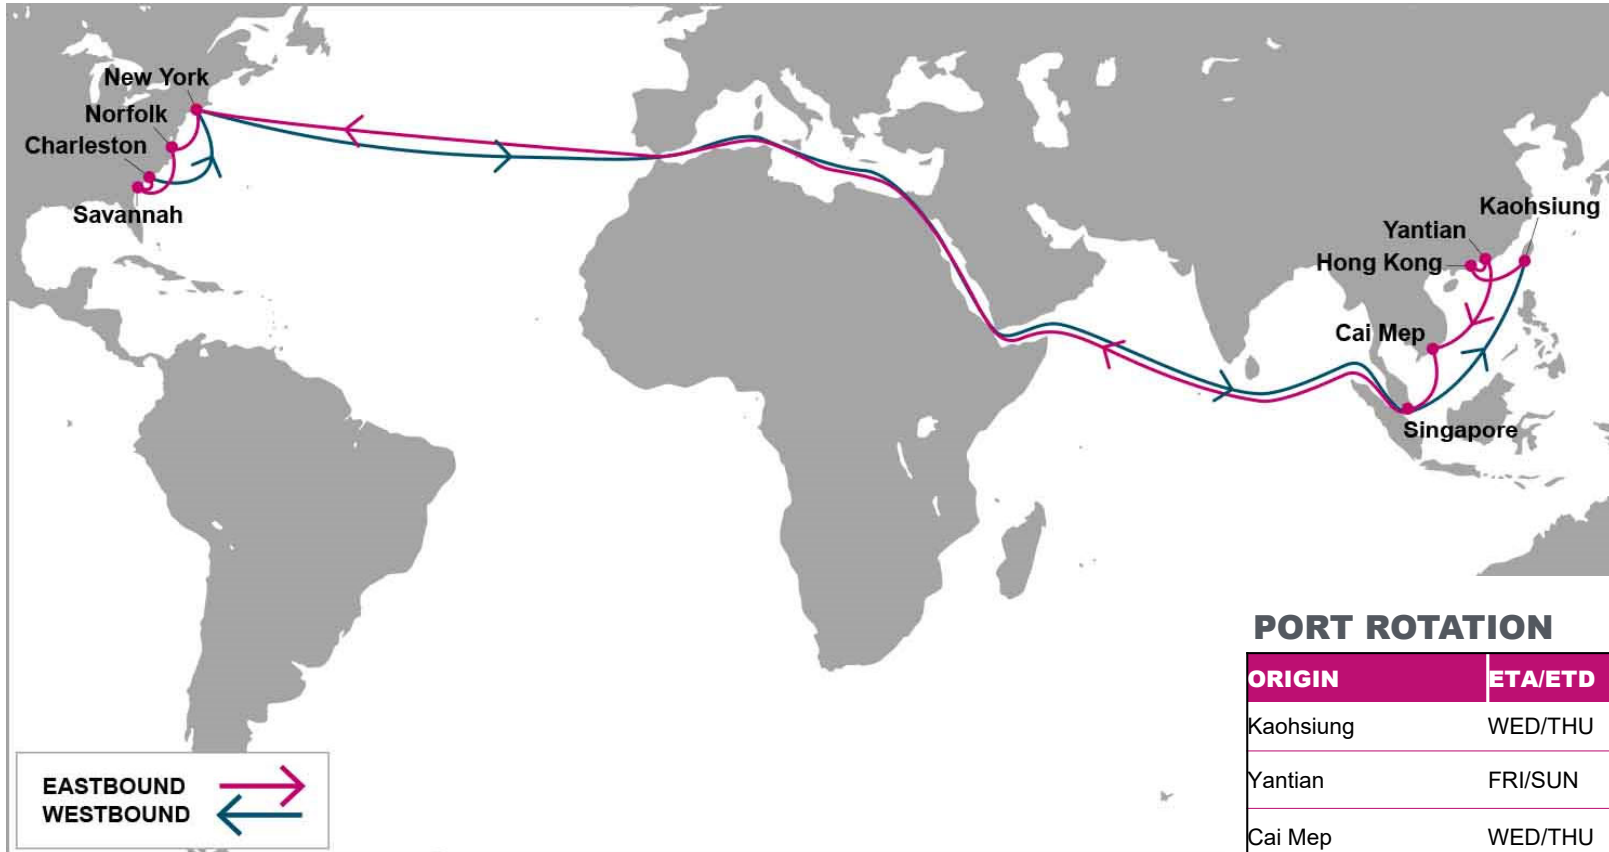 New York
Norfolk
Charleston
Savannah
Kaohsiung
Yantian
Hong Kong
Cai Mep
Singapore
EASTBOUND
WESTBOUND
PORT ROTATION
ORIGIN ETA/ETD
Kaohsiung WED/THU
Yantian FRI/SUN
Cai Mep WED/THU